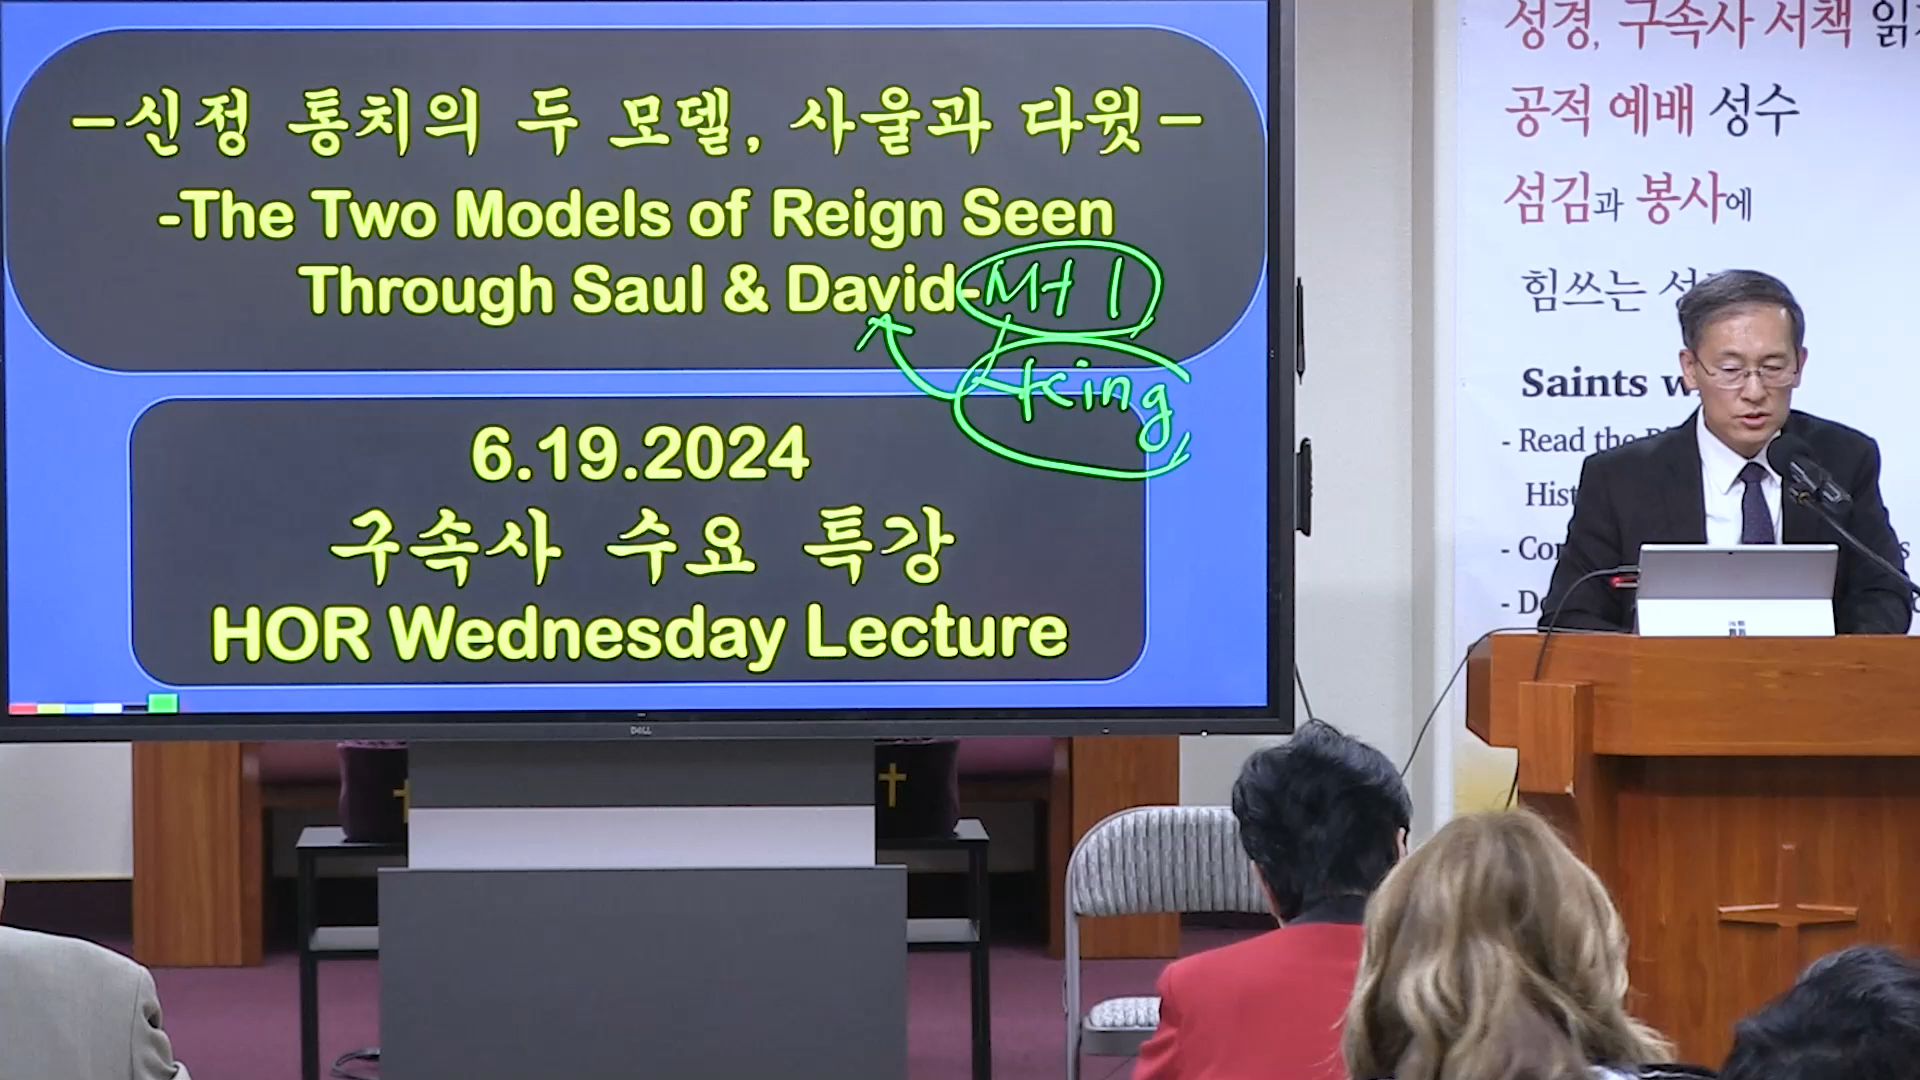 –신정 통치의 두 모델, 사울과 다윗–
-The Two Models of Reign Seen
Through Saul & David-
Mt 1
King
6.19.2024
구속사 수요 특강
HOR Wednesday Lecture
DELL
성경, 구속사 서책
공적 예배 성수
섬김과 봉사에
힘쓰는
Saints
- Read the